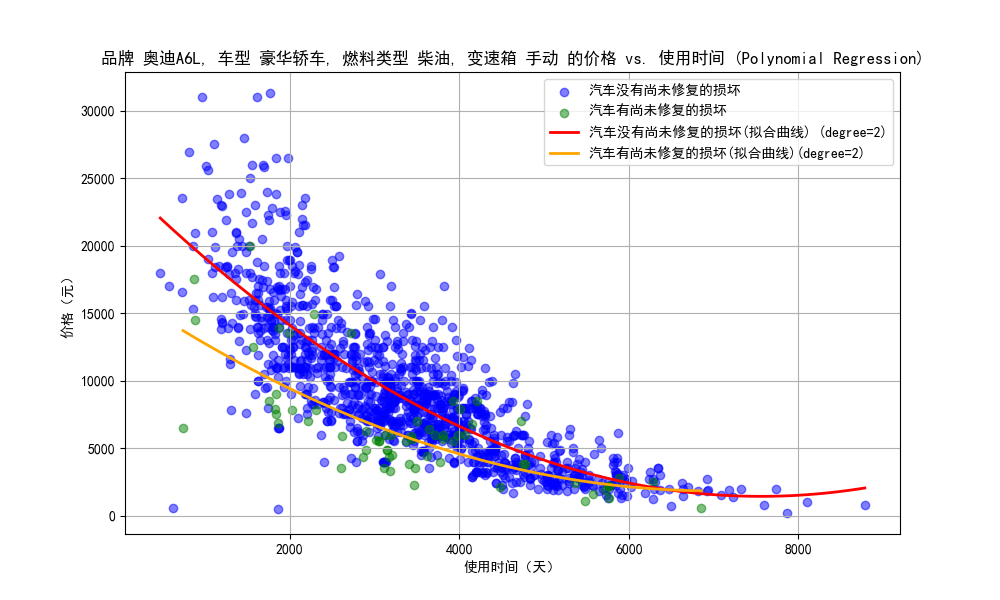 品牌 奥迪A6L, 车型 豪华轿车, 燃料类型 柴油, 变速箱 手动 的价格 vs. 使用时间 (Polynomial Regression)
汽车没有尚未修复的损坏
汽车有尚未修复的损坏
汽车没有尚未修复的损坏(拟合曲线) (degree=2)
汽车有尚未修复的损坏(拟合曲线)(degree=2)
30000
25000
20000
15000
10000
5000
0
价格（元）
2000 4000 6000 8000
使用时间（天）